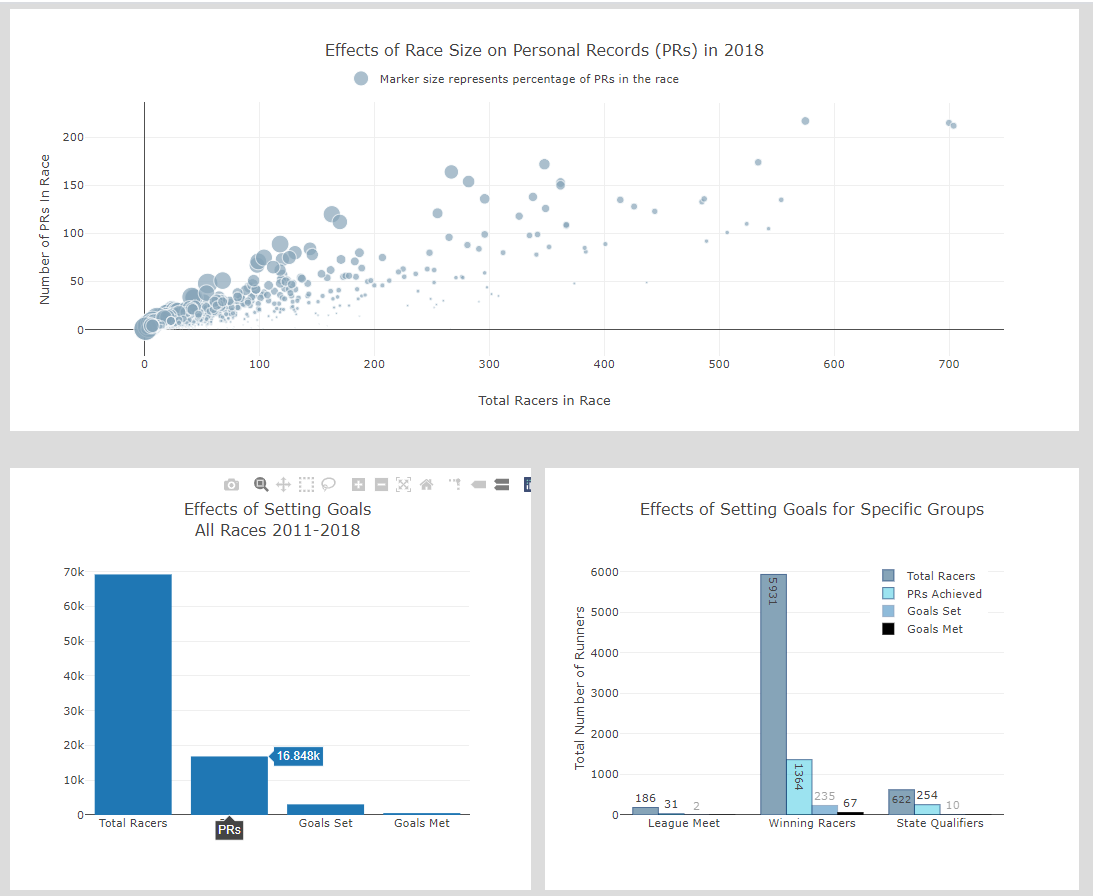 Effects of Race Size on Personal Records (PRs) in 2018
Marker size represents percentage of PRs in the race
Number of PRs In Race
200
150
100
50
0
0 100 200 300 400 500 600 700
Total Racers in Race
Effects of Setting Goals
All Races 2011-2018
70k
60k
50k
40k
30k
20k
10k
0
16.848k
Total Racers Goals Set Goals Met
PRs
Effects of Setting Goals for Specific Groups
Total Number of Runners
6000
5000
4000
3000
2000
1000
0
Total Racers
PRs Achieved
Goals Set
Goals Met
186 31 2
5931 1364 235 67
622 254 10
League Meet Winning Racers State Qualifiers